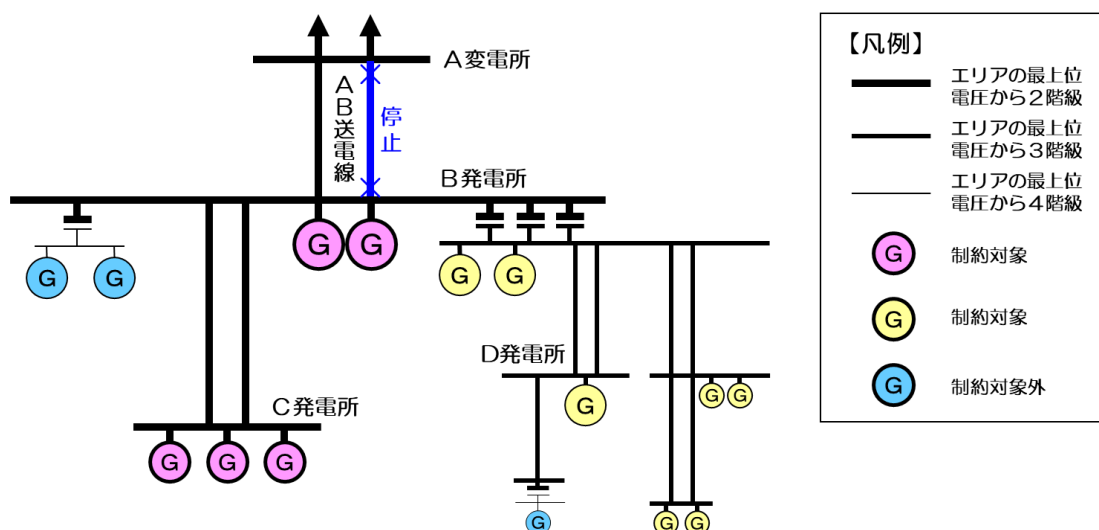 A変電所
AB送電線
停止
B発電所
G
G
G
G
G
G
D発電所
G
G
G
C発電所
G
G
G
G
G
G
【凡例】
エリアの最上位
電圧から2階級
エリアの最上位
電圧から3階級
エリアの最上位
電圧から4階級
G
制約対象
G
制約対象
G
制約対象外